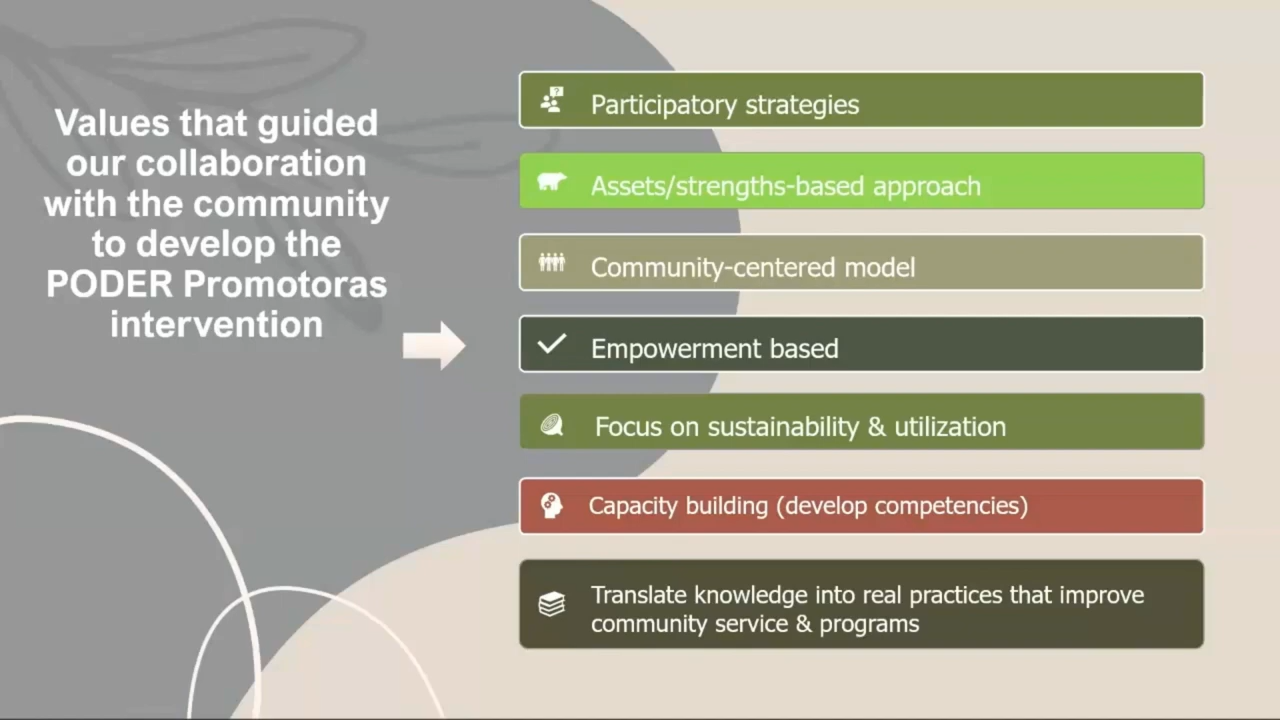 Values that guided
our collaboration
with the community
to develop the
PODER Promotoras
intervention
Participatory strategies
Assets/strengths-based approach
Community-centered model
Empowerment based
Focus on sustainability & utilization
Capacity building (develop competencies)
Translate knowledge into real practices that improve
community service & programs